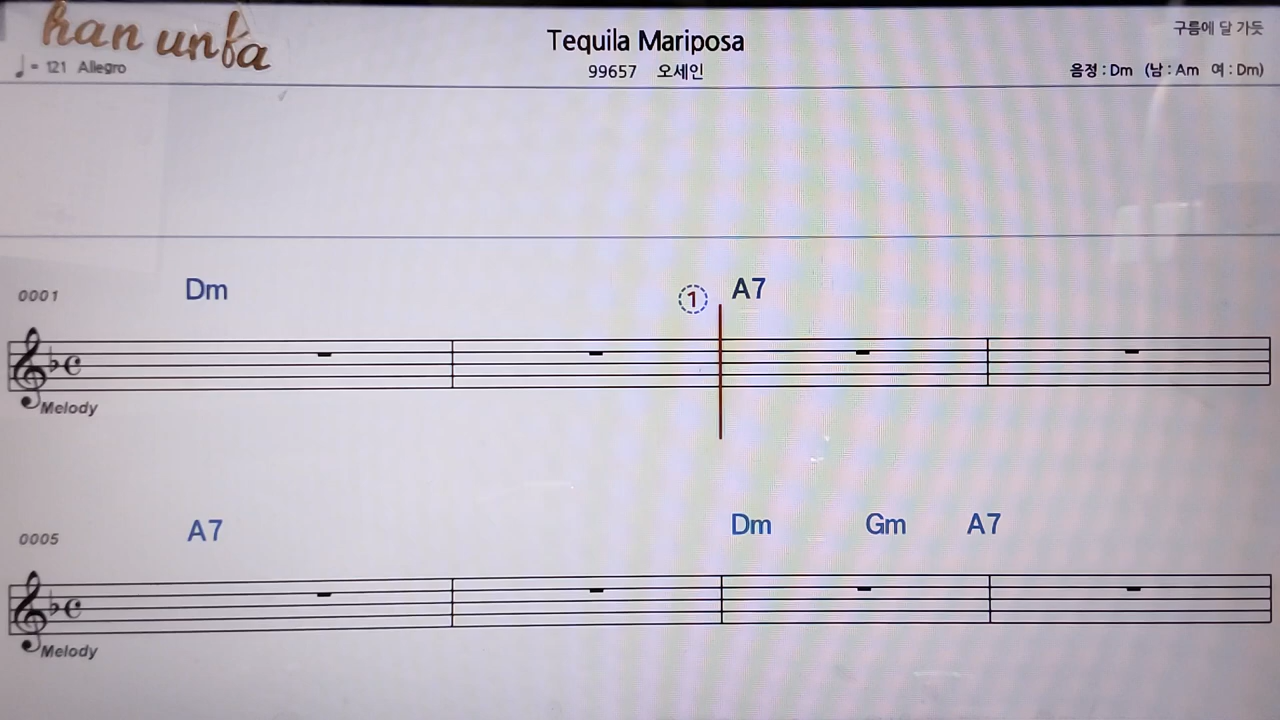 han unfa
Tequila Mariposa
구름에 달 가듯
♩= 121 Allegro
99657 오세인
음정 : Dm (남 : Am 여 : Dm)
0001 Dm 1 A7
Melody
0005 A7 Dm Gm A7
Melody